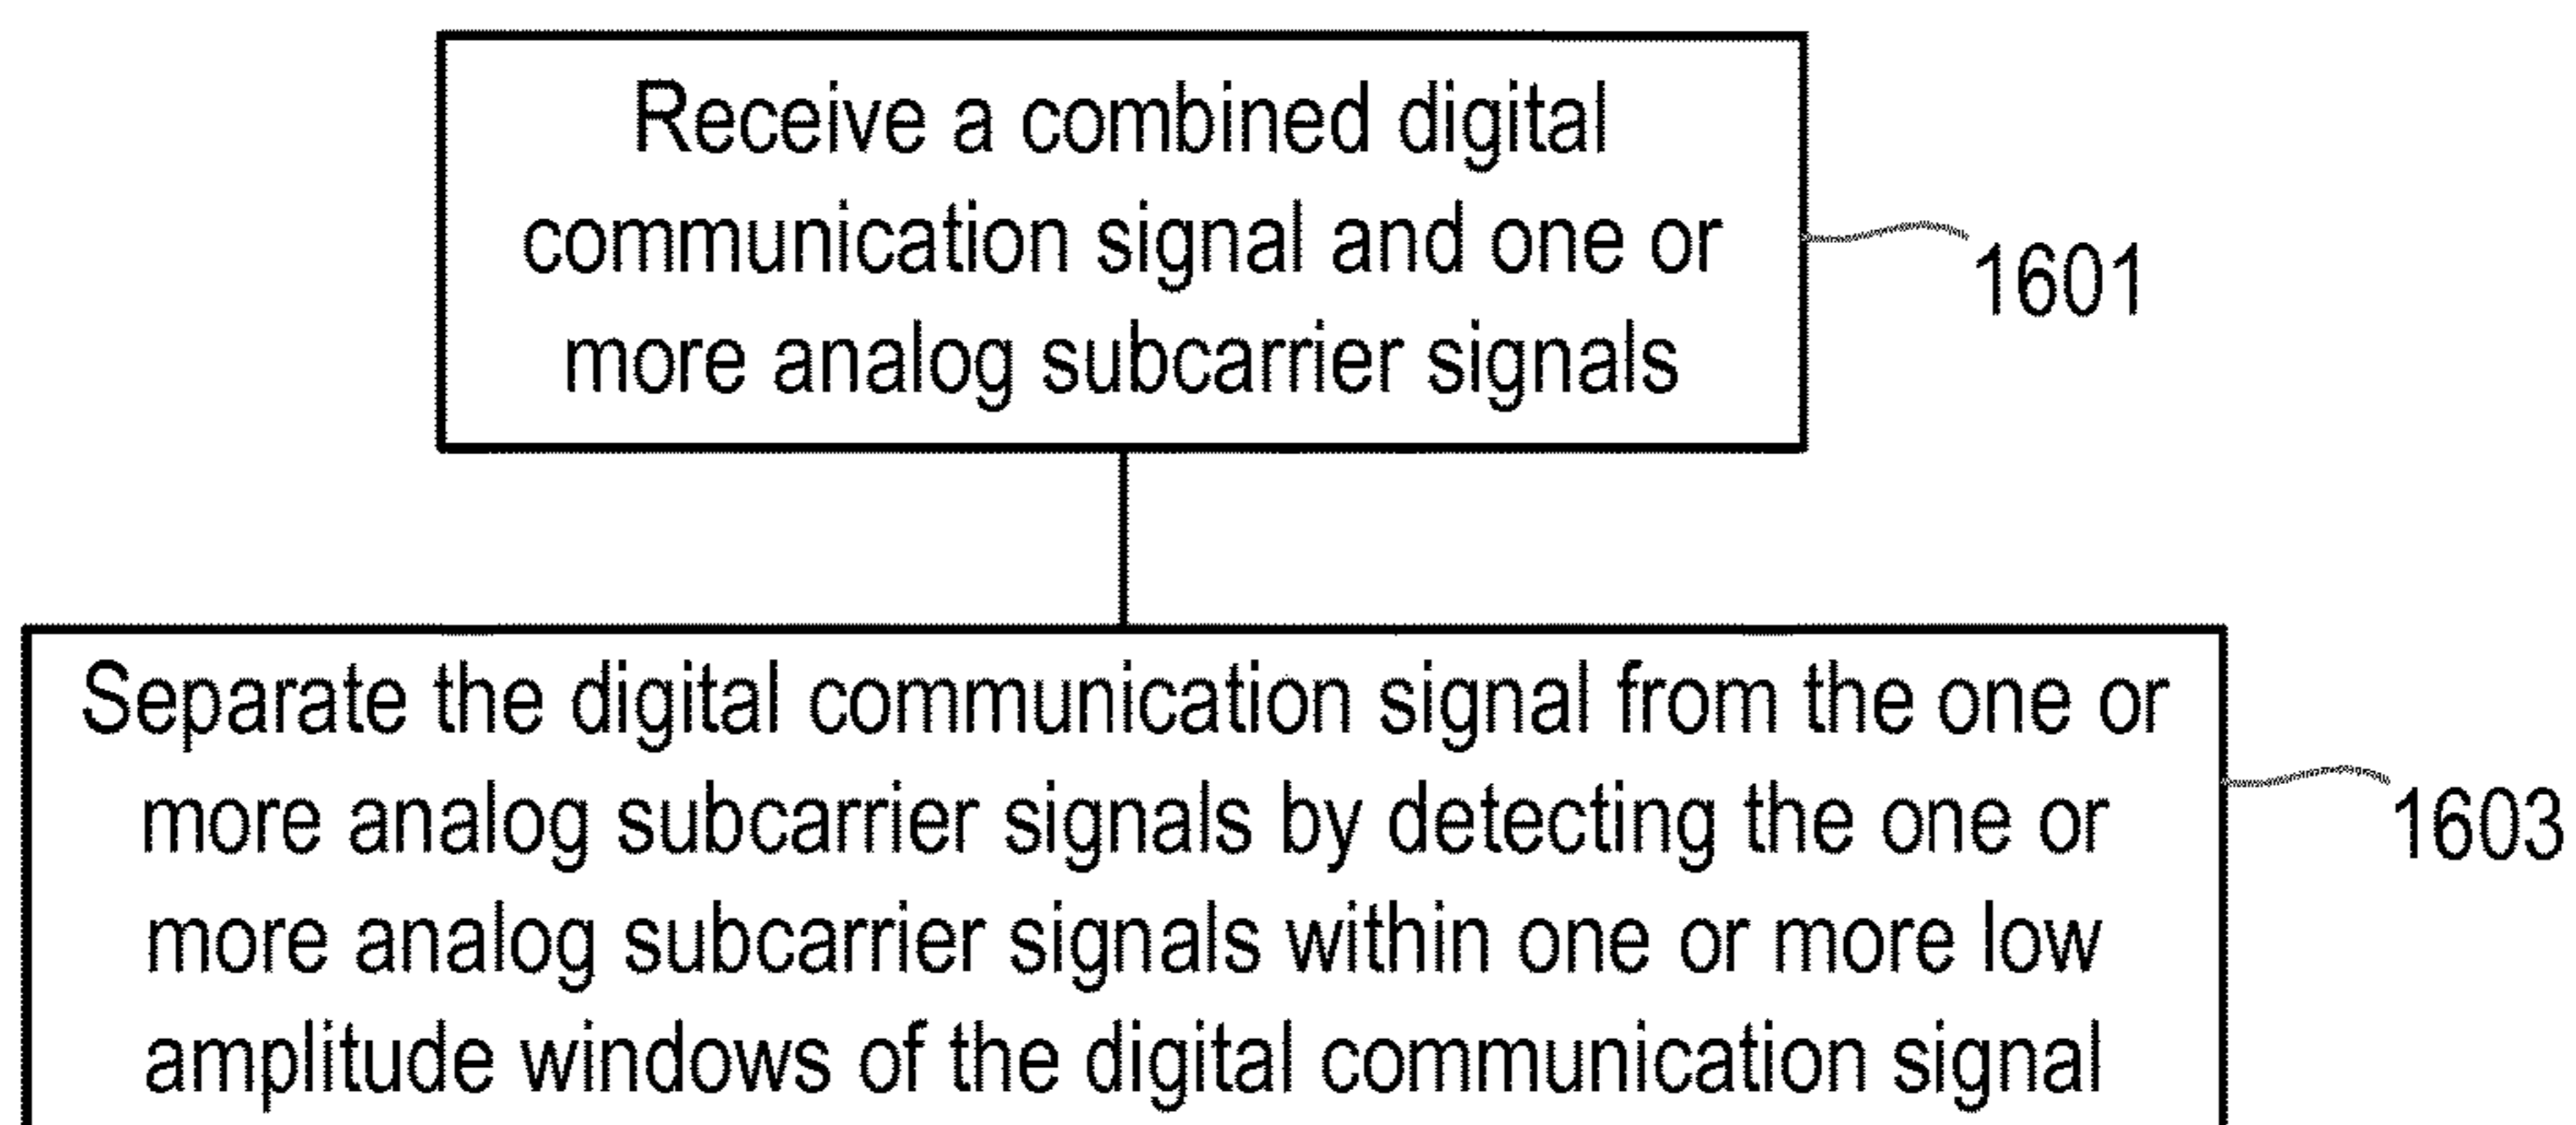 Receive a combined digital
communication signal and one or
more analog subcarrier signals
1601
Separate the digital communication signal from the one or
more analog subcarrier signals by detecting the one or
more analog subcarrier signals within one or more low
amplitude windows of the digital communication signal
1603